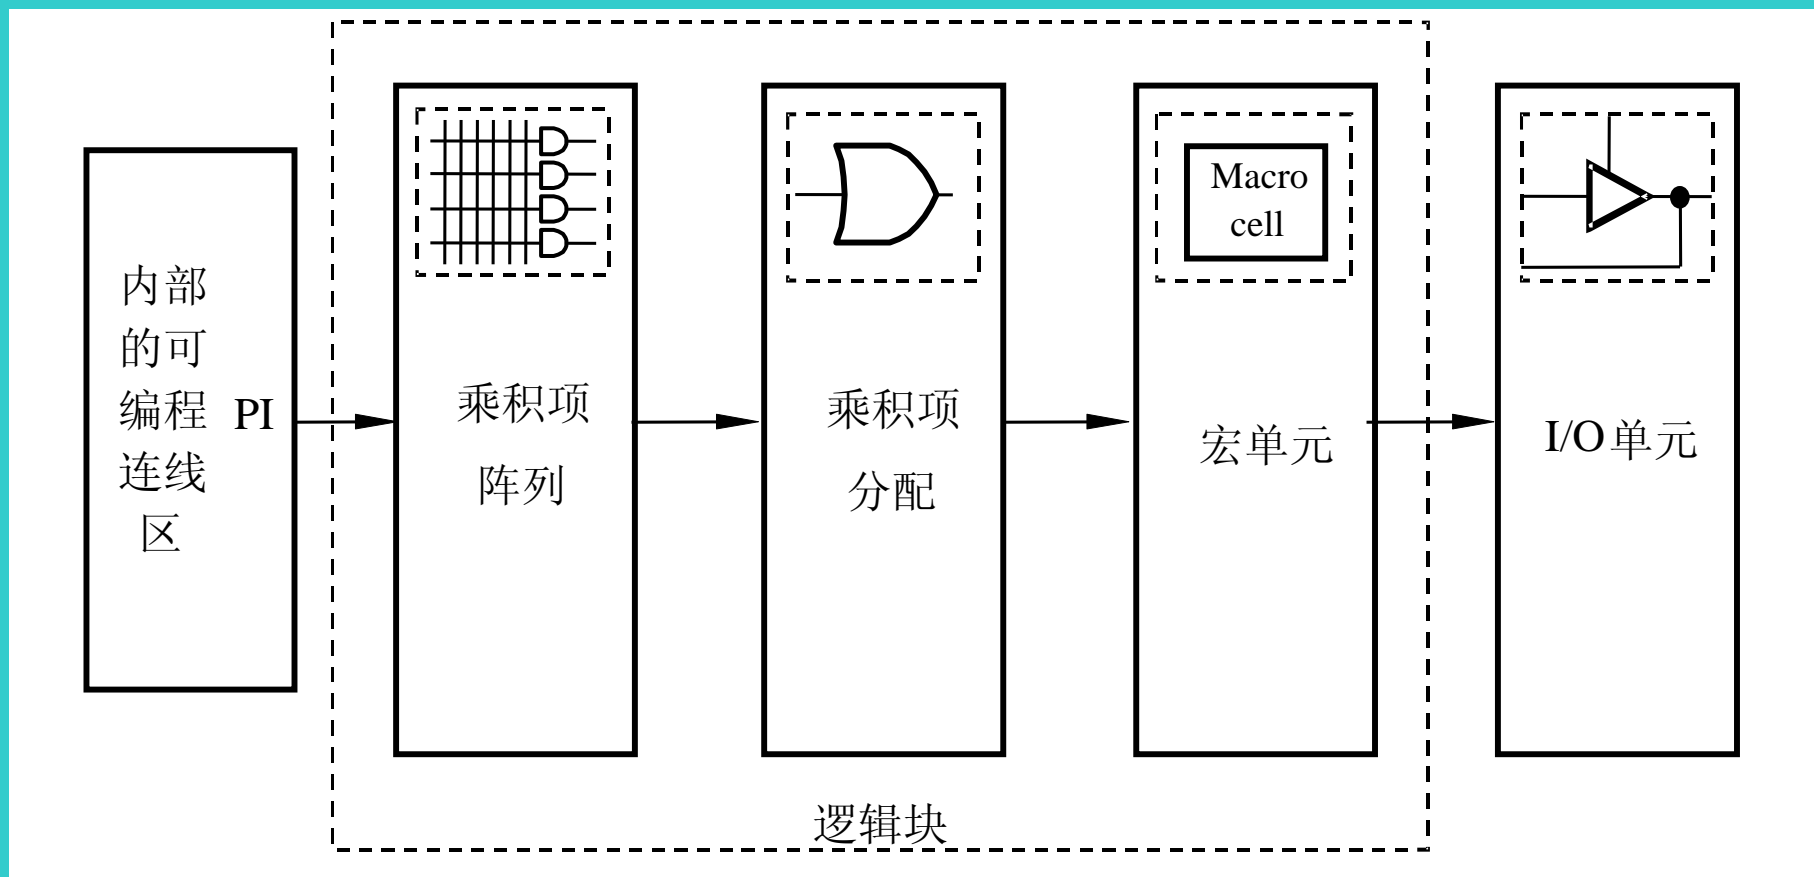 内部
的可
编程
连线
区
PI
乘积项
阵列
乘积项
分配
Macro
cell
宏单元
I/O单元
逻辑块